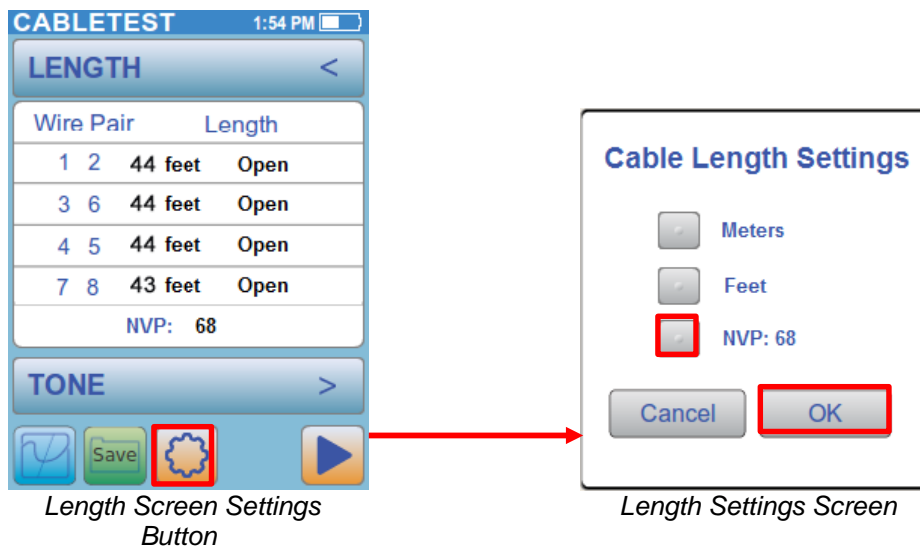 CABLETEST 1:54 PM
LENGTH <
Wire Pair Length
1 2 44 feet Open
3 6 44 feet Open
4 5 44 feet Open
7 8 43 feet Open
NVP: 68
TONE >
Save
Length Screen Settings
Button
Cable Length Settings
Meters
Feet
NVP: 68
Cancel OK
Length Settings Screen